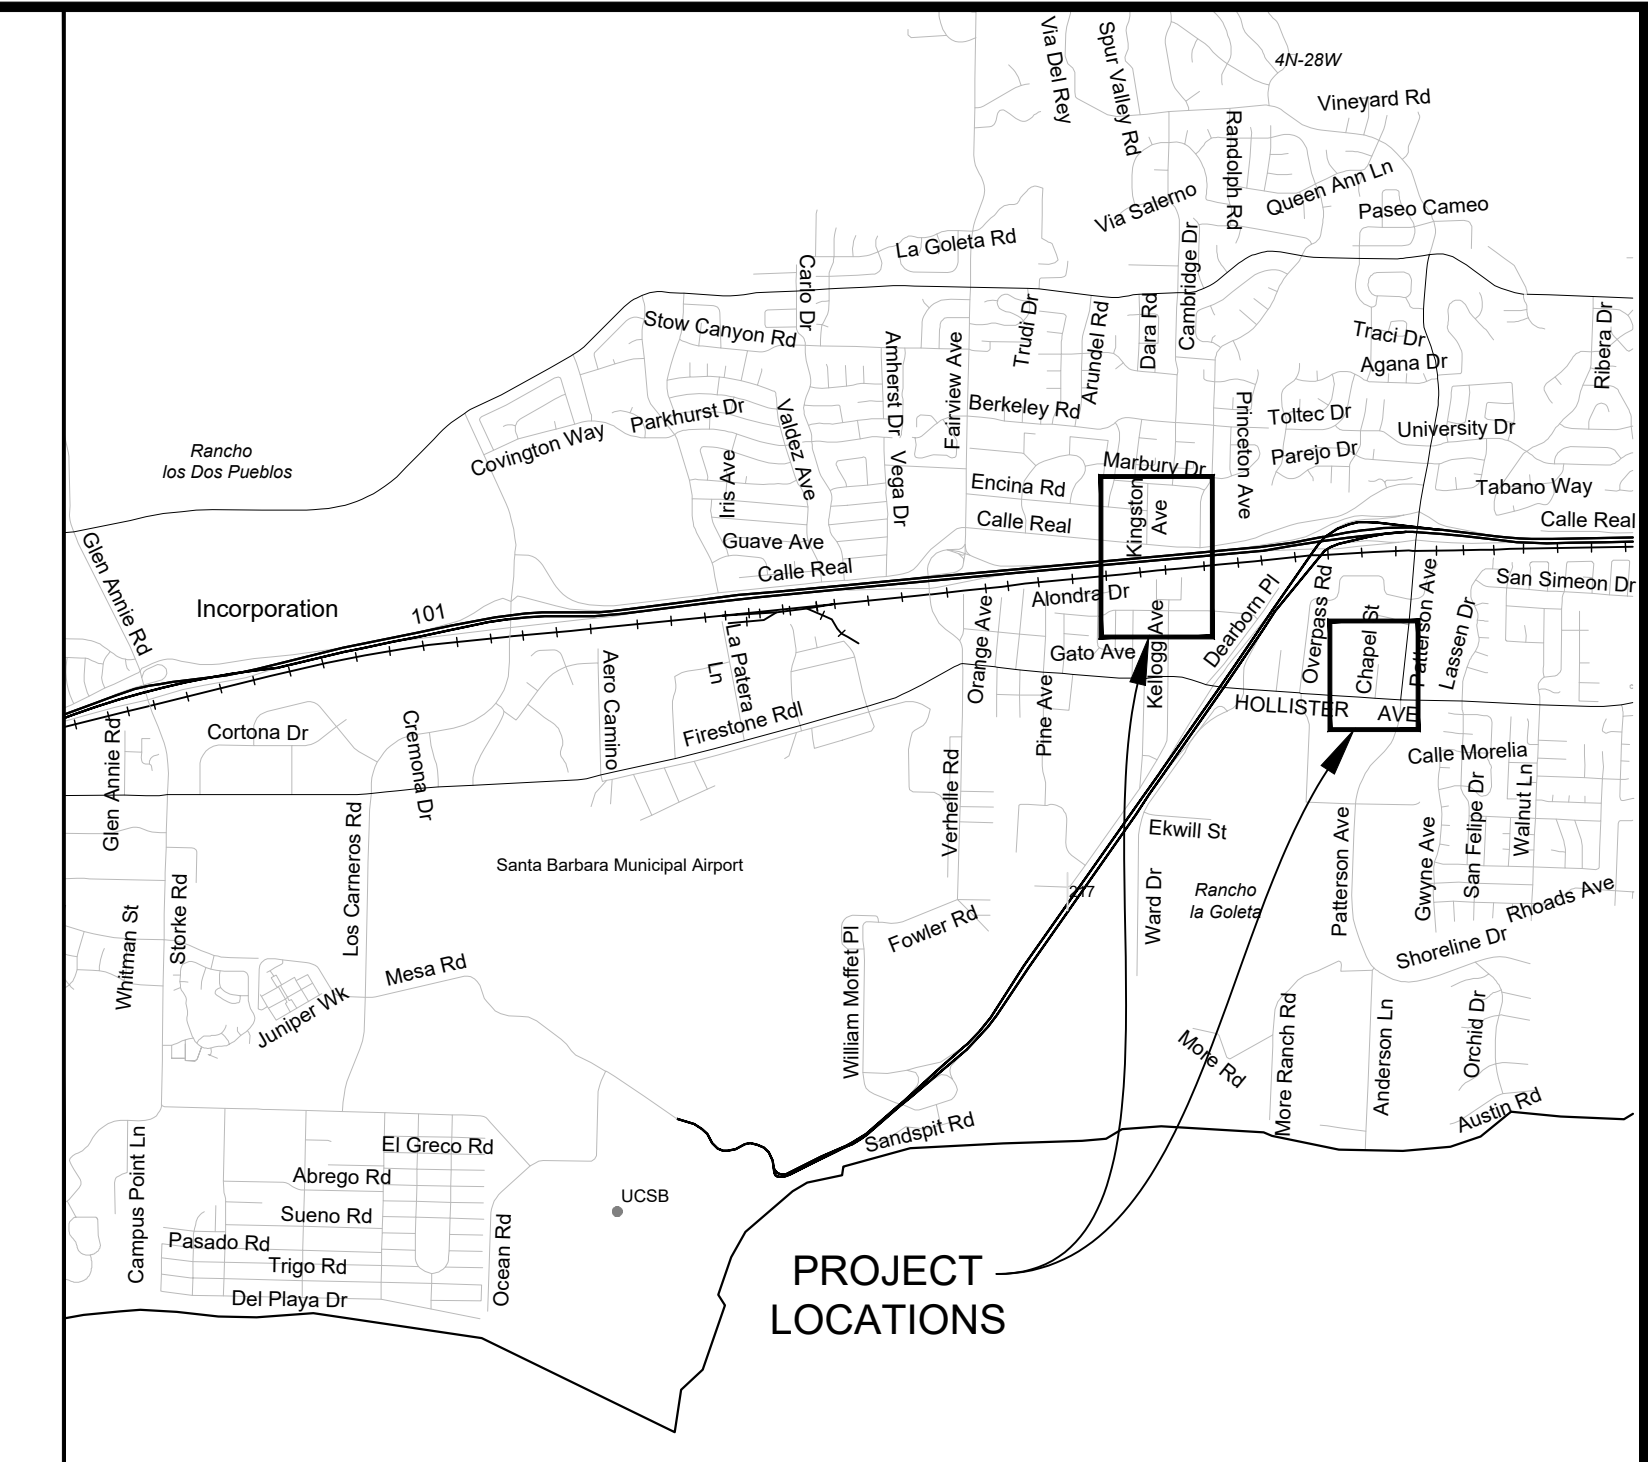 Via Del Rey
Spur Valley Rd
4N-28W
Vineyard Rd
Randolph Rd
Queen Ann Ln
Via Salerno
Paseo Cameo
La Goleta Rd
Cambridge Dr
Carlo Dr
Stow Canyon Rd
Trudi Dr
Arundel Rd
Dara Rd
Traci Dr
Agana Dr
Ribera Dr
Amherst Dr
Fairview Ave
Berkeley Rd
Princeton Ave
Toltec Dr
University Dr
Parejo Dr
Parkhurst Dr
Valdez Ave
Covington Way
Rancho
los Dos Pueblos
Iris Ave
Vega Dr
Marbury Dr
Encina Rd
Kingston
Ave
Tabano Way
Calle Real
Calle Real
Guave Ave
Calle Real
Glen Annie Rd
Incorporation
101
Alondra Dr
San Simeon Dr
Dearborn Pl
Overpass Rd
Chapel St
Patterson Ave
Lassen Dr
La Patera
Ln
Orange Ave
Gato Ave
Kellogg Ave
Aero Camino
Firestone Rdl
Pine Ave
HOLLISTER AVE
Glen Annie Rd
Cortona Dr
Cremona Dr
Calle Morelia
Verhelle Rd
San Felipe Dr
Walnut Ln
Los Carneros Rd
Ekwill St
Patterson Ave
Gwyne Ave
Santa Barbara Municipal Airport
217
Ward Dr
Rancho
la Goleta
Rhoads Ave
Whitman St
Storke Rd
William Moffet Pl
Fowler Rd
Shoreline Dr
Mesa Rd
Juniper Wk
More Rd
More Ranch Rd
Anderson Ln
Orchid Dr
Austin Rd
Sandspit Rd
Campus Point Ln
El Greco Rd
Abrego Rd
UCSB
Sueno Rd
Pasado Rd
Trigo Rd
Ocean Rd
Del Playa Dr
PROJECT
LOCATIONS